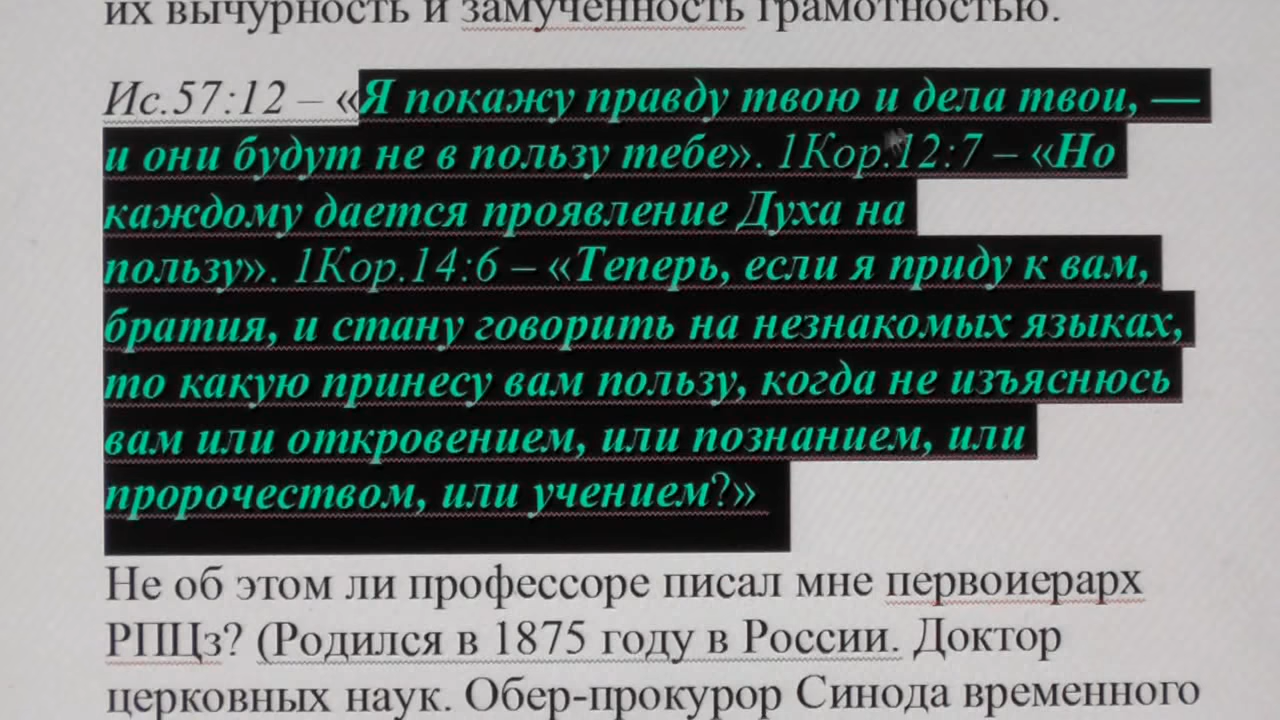 их вычурность и замученность грамотностью.
Ис.57:12 – «Я покажу правду твою и дела твои, —
и они будут не в пользу тебе». 1Кор.12:7 – «Но
каждому дается проявление Духа на
пользу». 1Кор.14:6 – «Теперь, если я приду к вам,
братия, и стану говорить на незнакомых языках,
то какую принесу вам пользу, когда не изъяснюсь
вам или откровением, или познанием, или
пророчеством, или учением?»
Не об этом ли профессоре писал мне первоиерарх
РПЦз? (Родился в 1875 году в России. Доктор
церковных наук. Обер-прокурор Синода временного